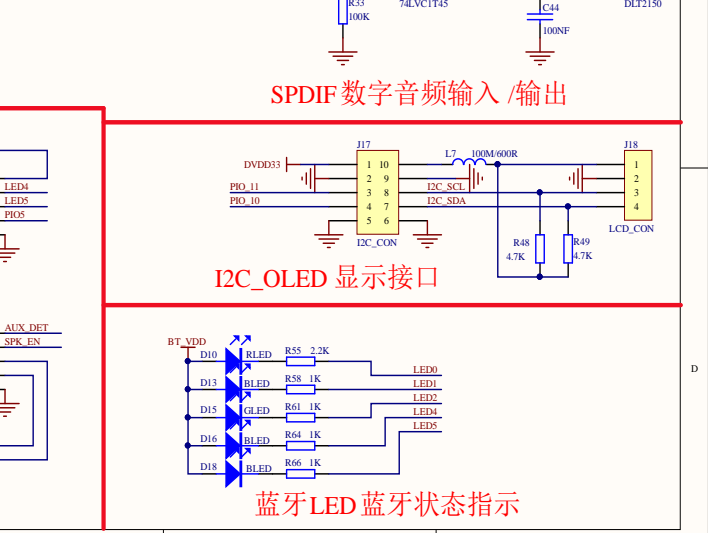 R33
100K
74LVC1T45
C44
100NF
DLT2150
SPDIF 数字音频输入 /输出
LED4
LED5
PIO5
J17
DVDD33
1 10
2 9
PIO_11
3 8
I2C_SCL
PIO_10
4 7
I2C_SDA
5 6
I2C_CON
L7 100M/600R
J18
1
2
3
4
LCD_CON
R48
4.7K
R49
4.7K
I2C_OLED 显示接口
AUX_DET
SPK_EN
BT_VDD
D10 RLED R55 2.2K
LED0
D13 BLED R58 1K
LED1
D15 GLED R61 1K
LED2
D16 BLED R64 1K
LED4
D18 BLED R66 1K
LED5
D
蓝牙LED 蓝牙状态指示